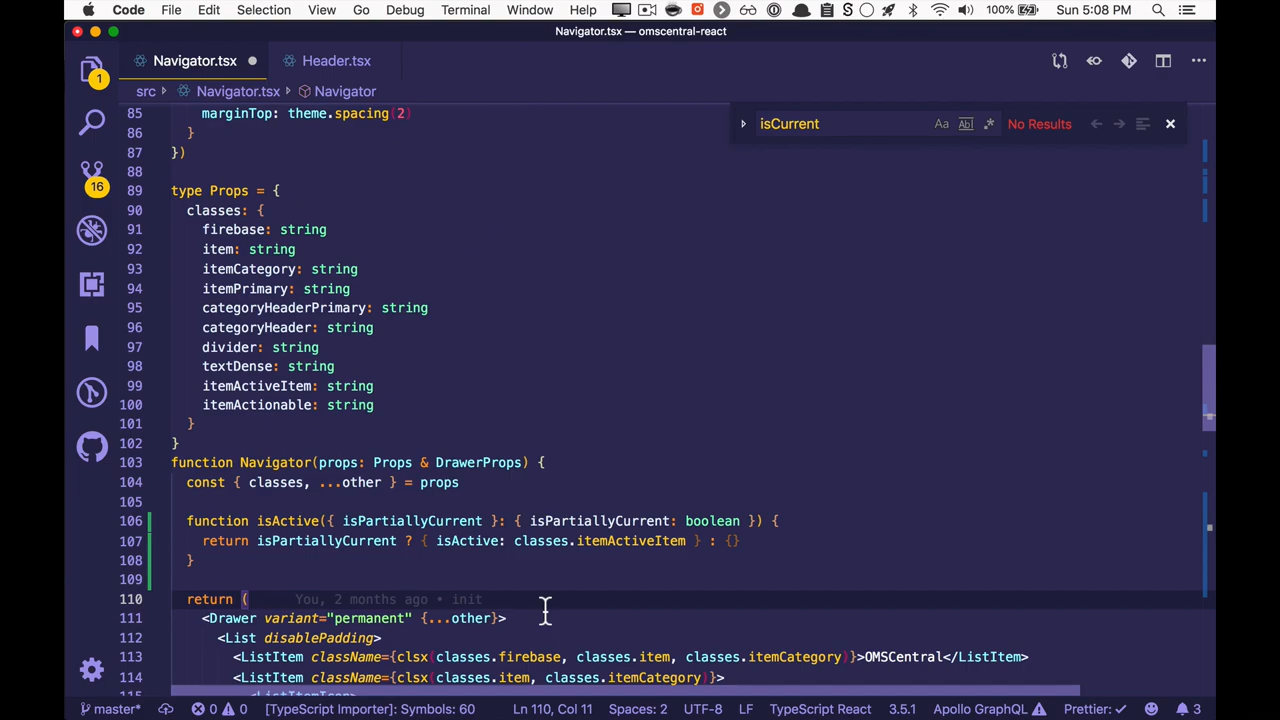 Code File Edit Selection View Go Debug Terminal Window Help 100% Sun 5:08 PM
Navigator.tsx — omscentral-react
Navigator.tsx Header.tsx
src > Navigator.tsx > Navigator
isCurrent Aa Abl .* No Results
1
16
85 marginTop: theme.spacing(2)
86 }
87 })
88
89 type Props = {
90 classes: {
91 firebase: string
92 item: string
93 itemCategory: string
94 itemPrimary: string
95 categoryHeaderPrimary: string
96 categoryHeader: string
97 divider: string
98 textDense: string
99 itemActiveItem: string
100 itemActionable: string
101 }
102 }
103 function Navigator(props: Props & DrawerProps) {
104 const { classes, ...other } = props
105
106 function isActive({ isPartiallyCurrent }: { isPartiallyCurrent: boolean }) {
107 return isPartiallyCurrent ? { isActive: classes.itemActiveItem } : {}
108 }
109
110 return ( You, 2 months ago • init
111 <Drawer variant="permanent" {...other}>
112 <List disablePadding>
113 <ListItem className={clsx(classes.firebase, classes.item, classes.itemCategory)}>OMSCentral</ListItem>
114 <ListItem className={clsx(classes.item, classes.itemCategory)}>
115 <ListItemIcon>
master* 0 0 [TypeScript Importer]: Symbols: 60 Ln 110, Col 11 Spaces: 2 UTF-8 LF TypeScript React 3.5.1 Apollo GraphQL Prettier: ✓ 3